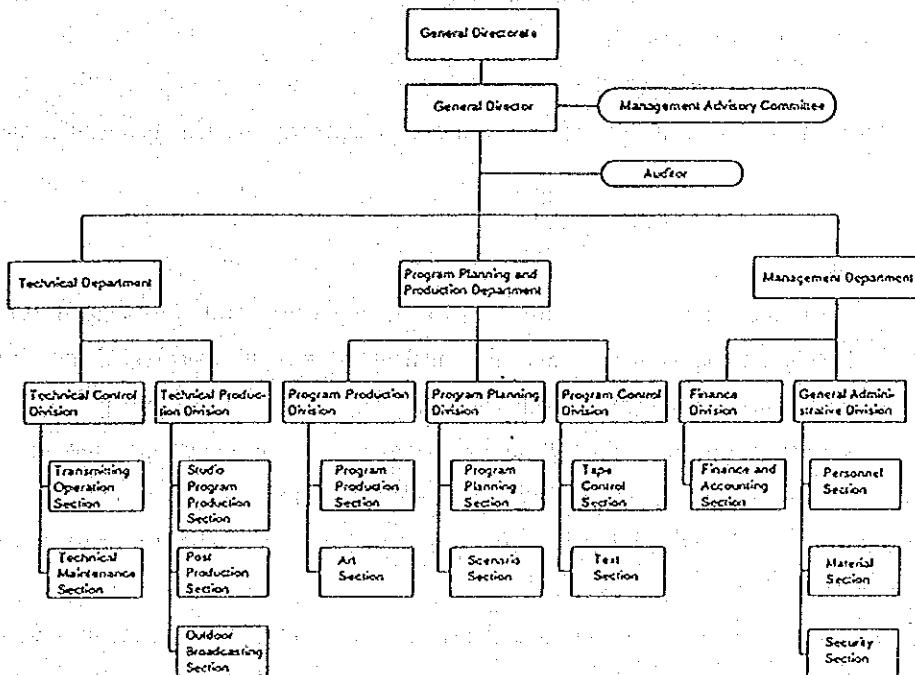 General Directorate
General Director
Management Advisory Committee
Auditor
Technical Department
Program Planning and
Production Department
Management Department
Technical Control
Division
Technical Produc-
tion Division
Program Production
Division
Program Planning
Division
Program Control
Division
Finance
Division
General Admini-
strative Division
Transmitting
Operation
Section
Studio
Program
Production
Section
Program
Production
Section
Program
Planning
Section
Tape
Control
Section
Finance and
Accounting
Section
Personnel
Section
Technical
Maintenance
Section
Post
Production
Section
Art
Section
Scenario
Section
Section
Material
Section
Outdoor
Broadcasting
Section
Security
Section